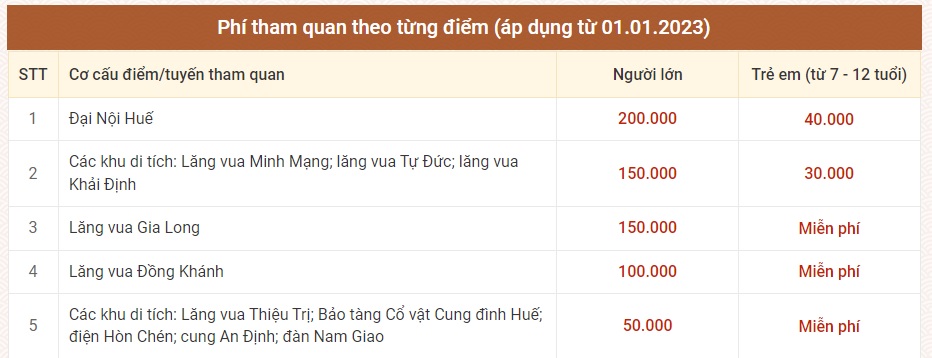 Phí tham quan theo từng điểm (áp dụng từ 01.01.2023)
STT Cơ cấu điểm/tuyến tham quan Người lớn Trẻ em (từ 7 - 12 tuổi)
1 Đại Nội Huế 200.000 40.000
2 Các khu di tích: Lăng vua Minh Mạng; lăng vua Tự Đức; lăng vua 150.000 30.000
Khải Định
3 Lăng vua Gia Long 150.000 Miễn phí
4 Lăng vua Đồng Khánh 100.000 Miễn phí
5 Các khu di tích: Lăng vua Thiệu Trị; Bảo tàng Cổ vật Cung đình Huế; 50.000 Miễn phí
điện Hòn Chén; cung An Định; đàn Nam Giao